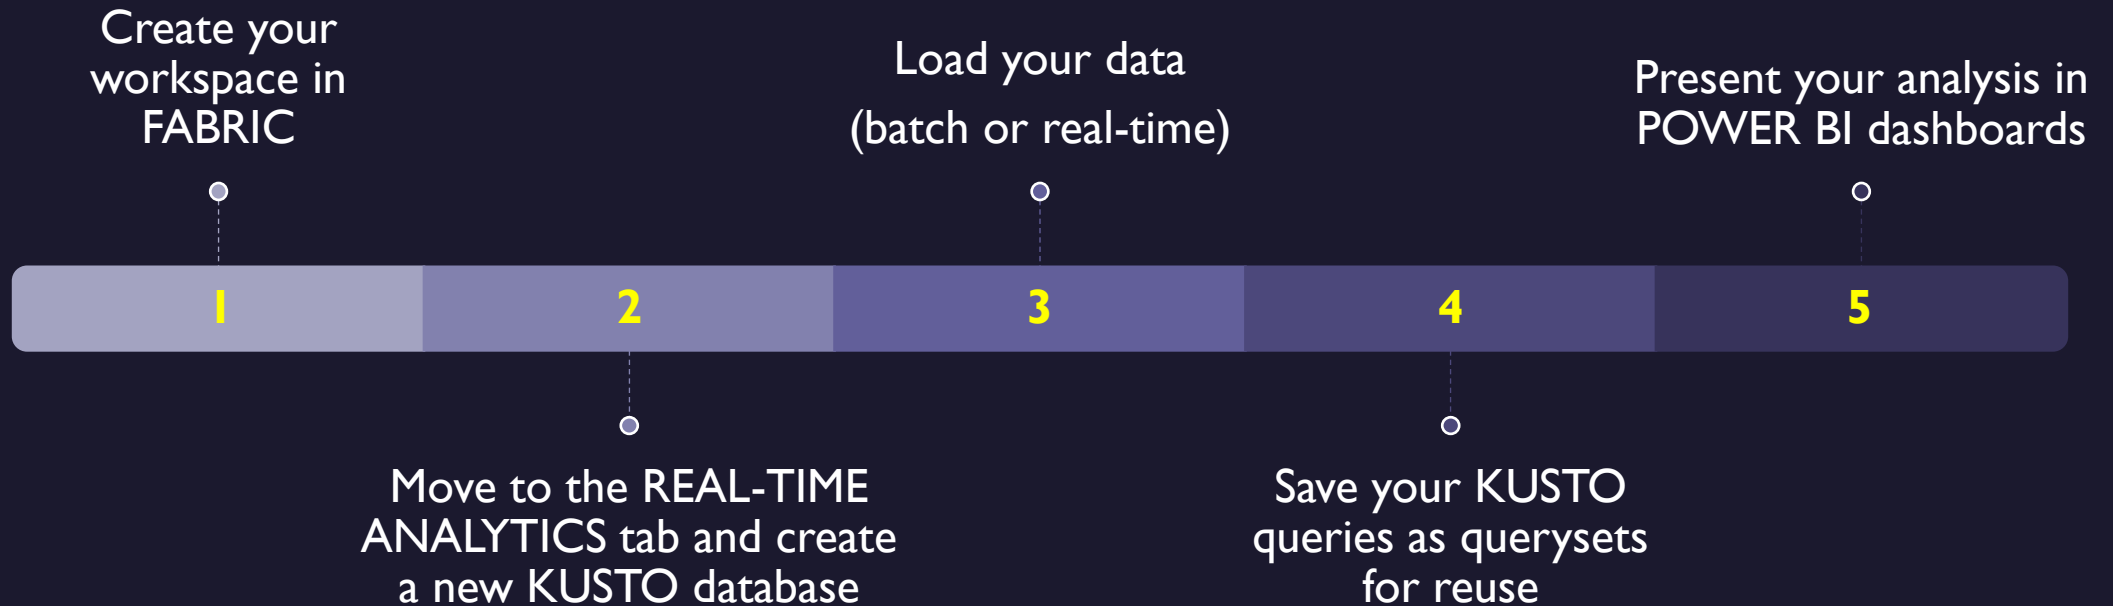 Create your
workspace in
FABRIC
Load your data
(batch or real-time)
Present your analysis in
POWER BI dashboards
1
2
3
4
5
Move to the REAL-TIME
ANALYTICS tab and create
a new KUSTO database
Save your KUSTO
queries as querysets
for reuse